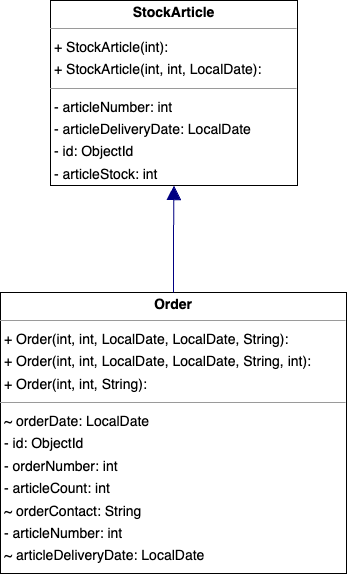 StockArticle
+ StockArticle(int):
+ StockArticle(int, int, LocalDate):
- articleNumber: int
- articleDeliveryDate: LocalDate
- id: ObjectId
- articleStock: int
Order
+ Order(int, int, LocalDate, LocalDate, String):
+ Order(int, int, LocalDate, LocalDate, String, int):
+ Order(int, int, String):
~ orderDate: LocalDate
- id: ObjectId
- orderNumber: int
- articleCount: int
~ orderContact: String
- articleNumber: int
~ articleDeliveryDate: LocalDate